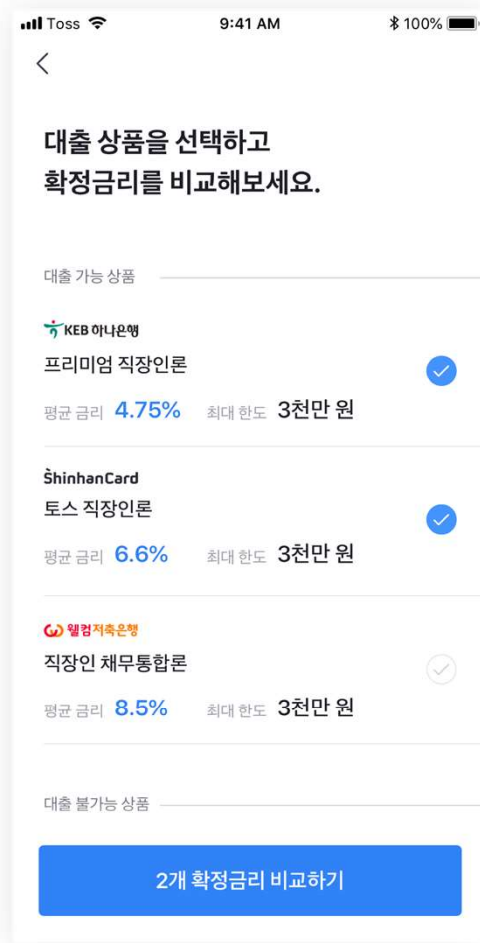 Toss 9:41 AM 100%
대출 상품을 선택하고
확정금리를 비교해보세요.
대출 가능 상품
KEB 하나은행
프리미엄 직장인론
평균 금리 4.75% 최대 한도 3천만 원
ShinhanCard
토스 직장인론
평균 금리 6.6% 최대 한도 3천만 원
웰컴저축은행
직장인 채무통합론
평균 금리 8.5% 최대 한도 3천만 원
대출 불가능 상품
2개 확정금리 비교하기